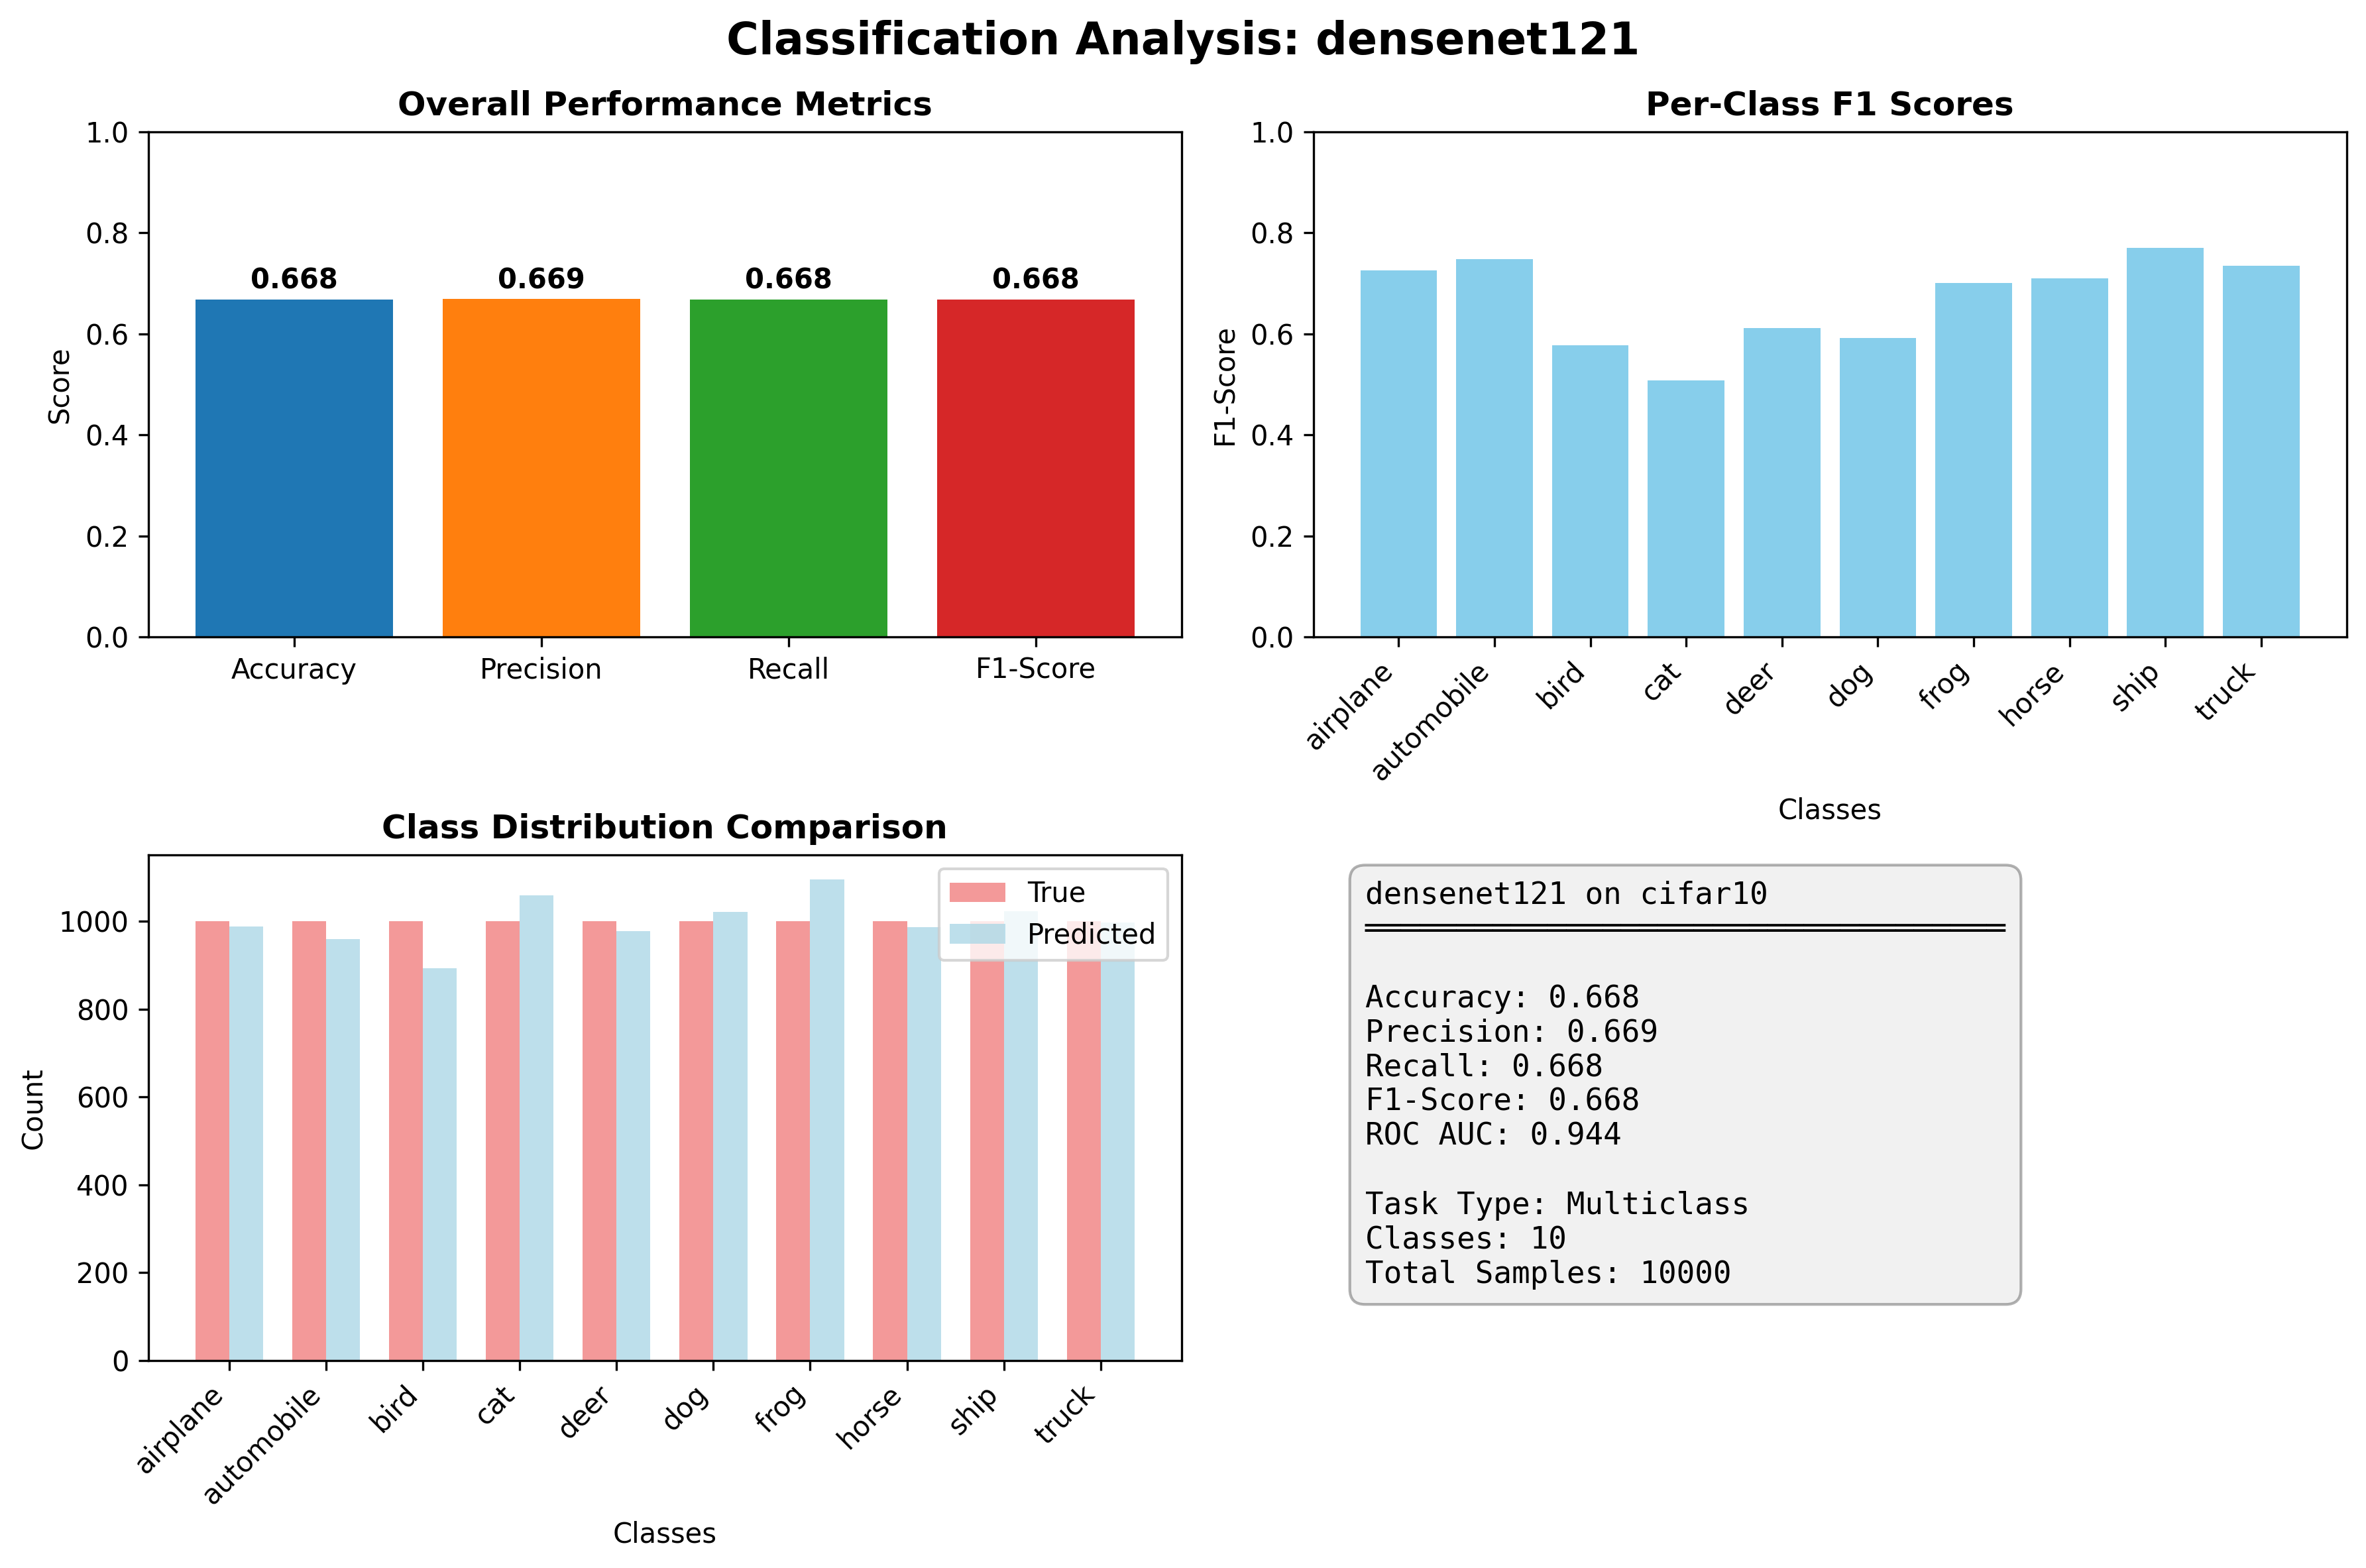 Classification Analysis: densenet121
Overall Performance Metrics
1.0
0.8
0.6
0.4
0.2
0.0
Score
0.668
0.669
0.668
0.668
Accuracy
Precision
Recall
F1-Score
Per-Class F1 Scores
1.0
0.8
0.6
0.4
0.2
0.0
F1-Score
airplane
automobile
bird
cat
deer
dog
frog
horse
ship
truck
Classes
Class Distribution Comparison
1000
800
600
400
200
0
Count
True
Predicted
airplane
automobile
bird
cat
deer
dog
frog
horse
ship
truck
Classes
densenet121 on cifar10
Accuracy: 0.668
Precision: 0.669
Recall: 0.668
F1-Score: 0.668
ROC AUC: 0.944
Task Type: Multiclass
Classes: 10
Total Samples: 10000